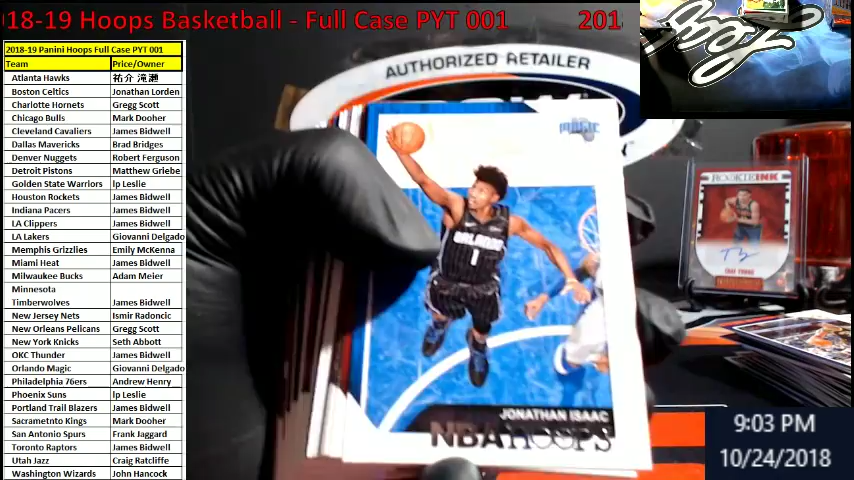 18-19 Hoops Basketball - Full Case PYT 001 201
2018-19 Panini Hoops Full Case PYT 001
Team Price/Owner
Atlanta Hawks 祐介 滝瀬
Boston Celtics Jonathan Lorden
Charlotte Hornets Gregg Scott
Chicago Bulls Mark Dooher
Cleveland Cavaliers James Bidwell
Dallas Mavericks Brad Bridges
Denver Nuggets Robert Ferguson
Detroit Pistons Matthew Griebe
Golden State Warriors lp Leslie
Houston Rockets James Bidwell
Indiana Pacers James Bidwell
LA Clippers James Bidwell
LA Lakers Giovanni Delgado
Memphis Grizzlies Emily McKenna
Miami Heat James Bidwell
Milwaukee Bucks Adam Meier
Minnesota
Timberwolves James Bidwell
New Jersey Nets Ismir Radoncic
New Orleans Pelicans Gregg Scott
New York Knicks Seth Abbott
OKC Thunder James Bidwell
Orlando Magic Giovanni Delgado
Philadelphia 76ers Andrew Henry
Phoenix Suns lp Leslie
Portland Trail Blazers James Bidwell
Sacrametnto Kings Mark Dooher
San Antonio Spurs Frank Jaggard
Toronto Raptors James Bidwell
Utah Jazz Craig Ratcliffe
Washington Wizards John Hancock
AUTHORIZED RETAILER
MAGIC
ORLANDO
1
JONATHAN ISAAC
NBA HOOPS
ROOKIE INK
TRAE YOUNG
9:03 PM
10/24/2018